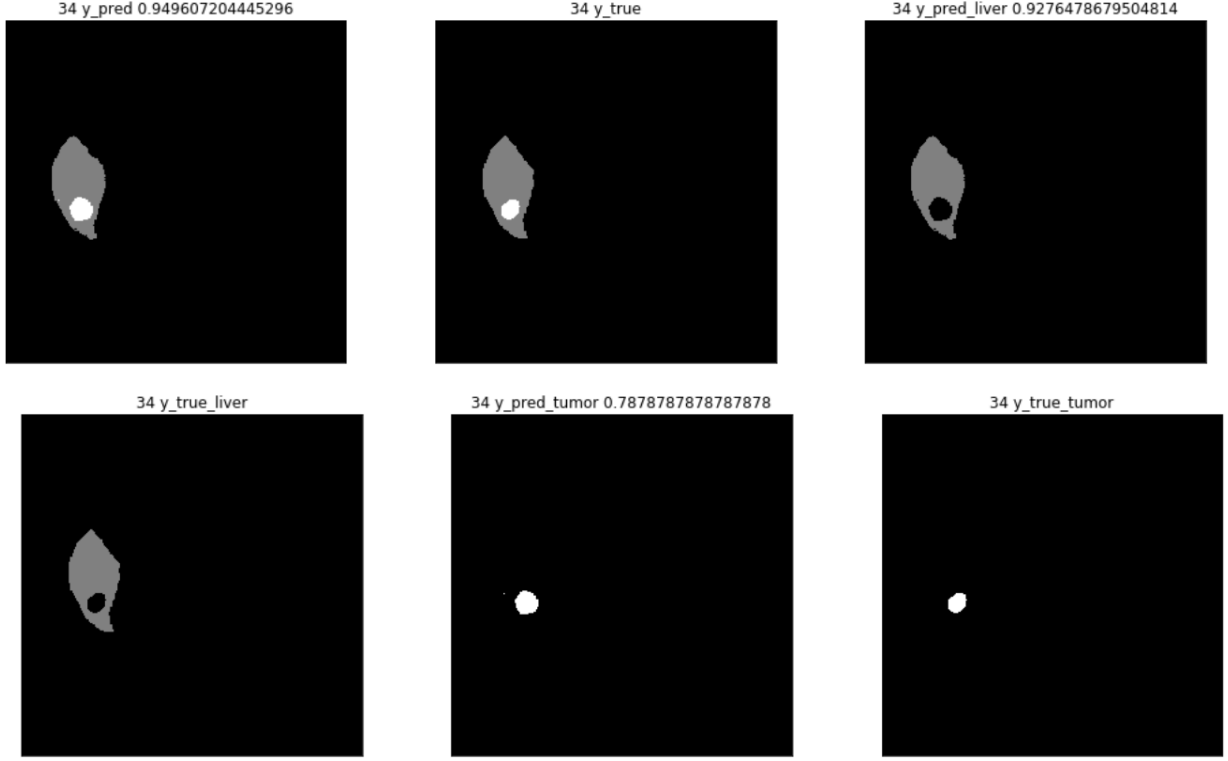 34 y_pred 0.949607204445296
34 y_true
34 y_pred_liver 0.9276478679504814
34 y_true_liver
34 y_pred_tumor 0.7878787878787878
34 y_true_tumor